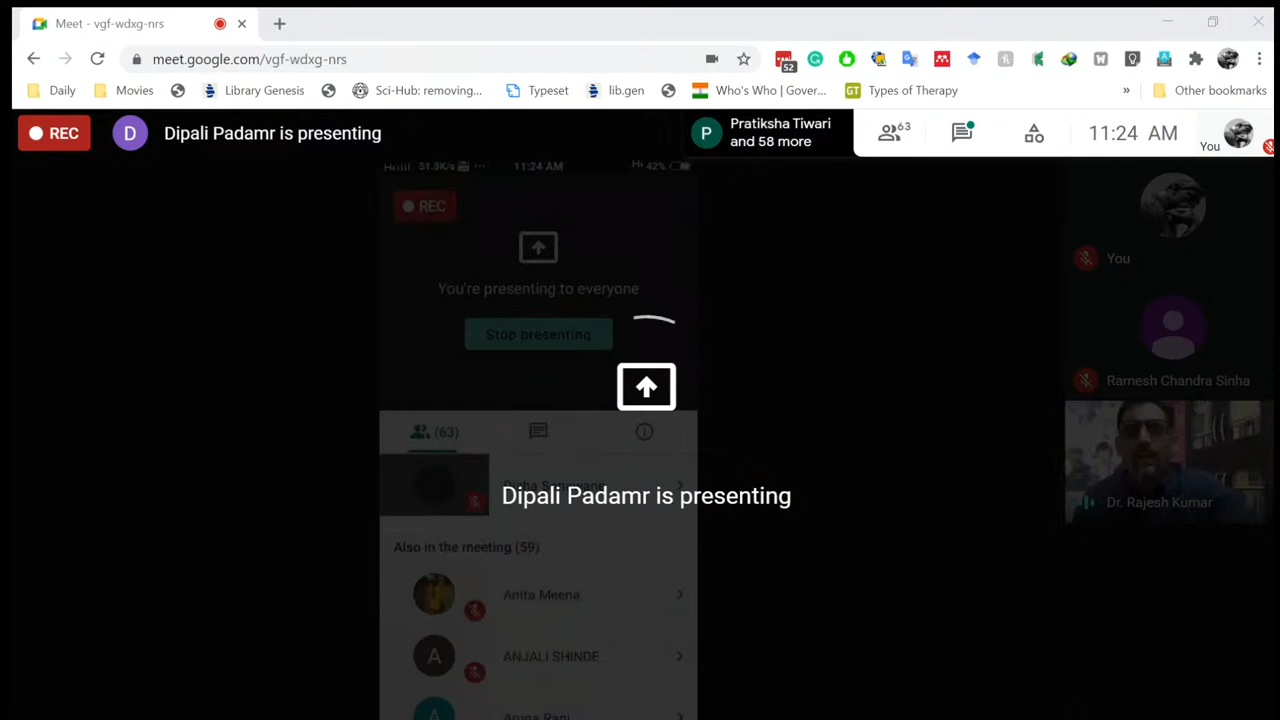 Meet - vgf-wdxg-nrs
meet.google.com/vgf-wdxg-nrs
52
Daily
Movies
Library Genesis
Sci-Hub: removing...
Typeset
lib.gen
Who's Who | Gover...
GT
Types of Therapy
»
Other bookmarks
REC
D
Dipali Padamr is presenting
P
Pratiksha Tiwari
and 58 more
63
11:24 AM
You
51.3K/s
11:24 AM
42%
REC
You're presenting to everyone
Stop presenting
You
Ramesh Chandra Sinha
Dr. Rajesh Kumar
(63)
Dipali Padamr is presenting
Also in the meeting (59)
Anita Meena
A
ANJALI SHINDE
Aruna Rani